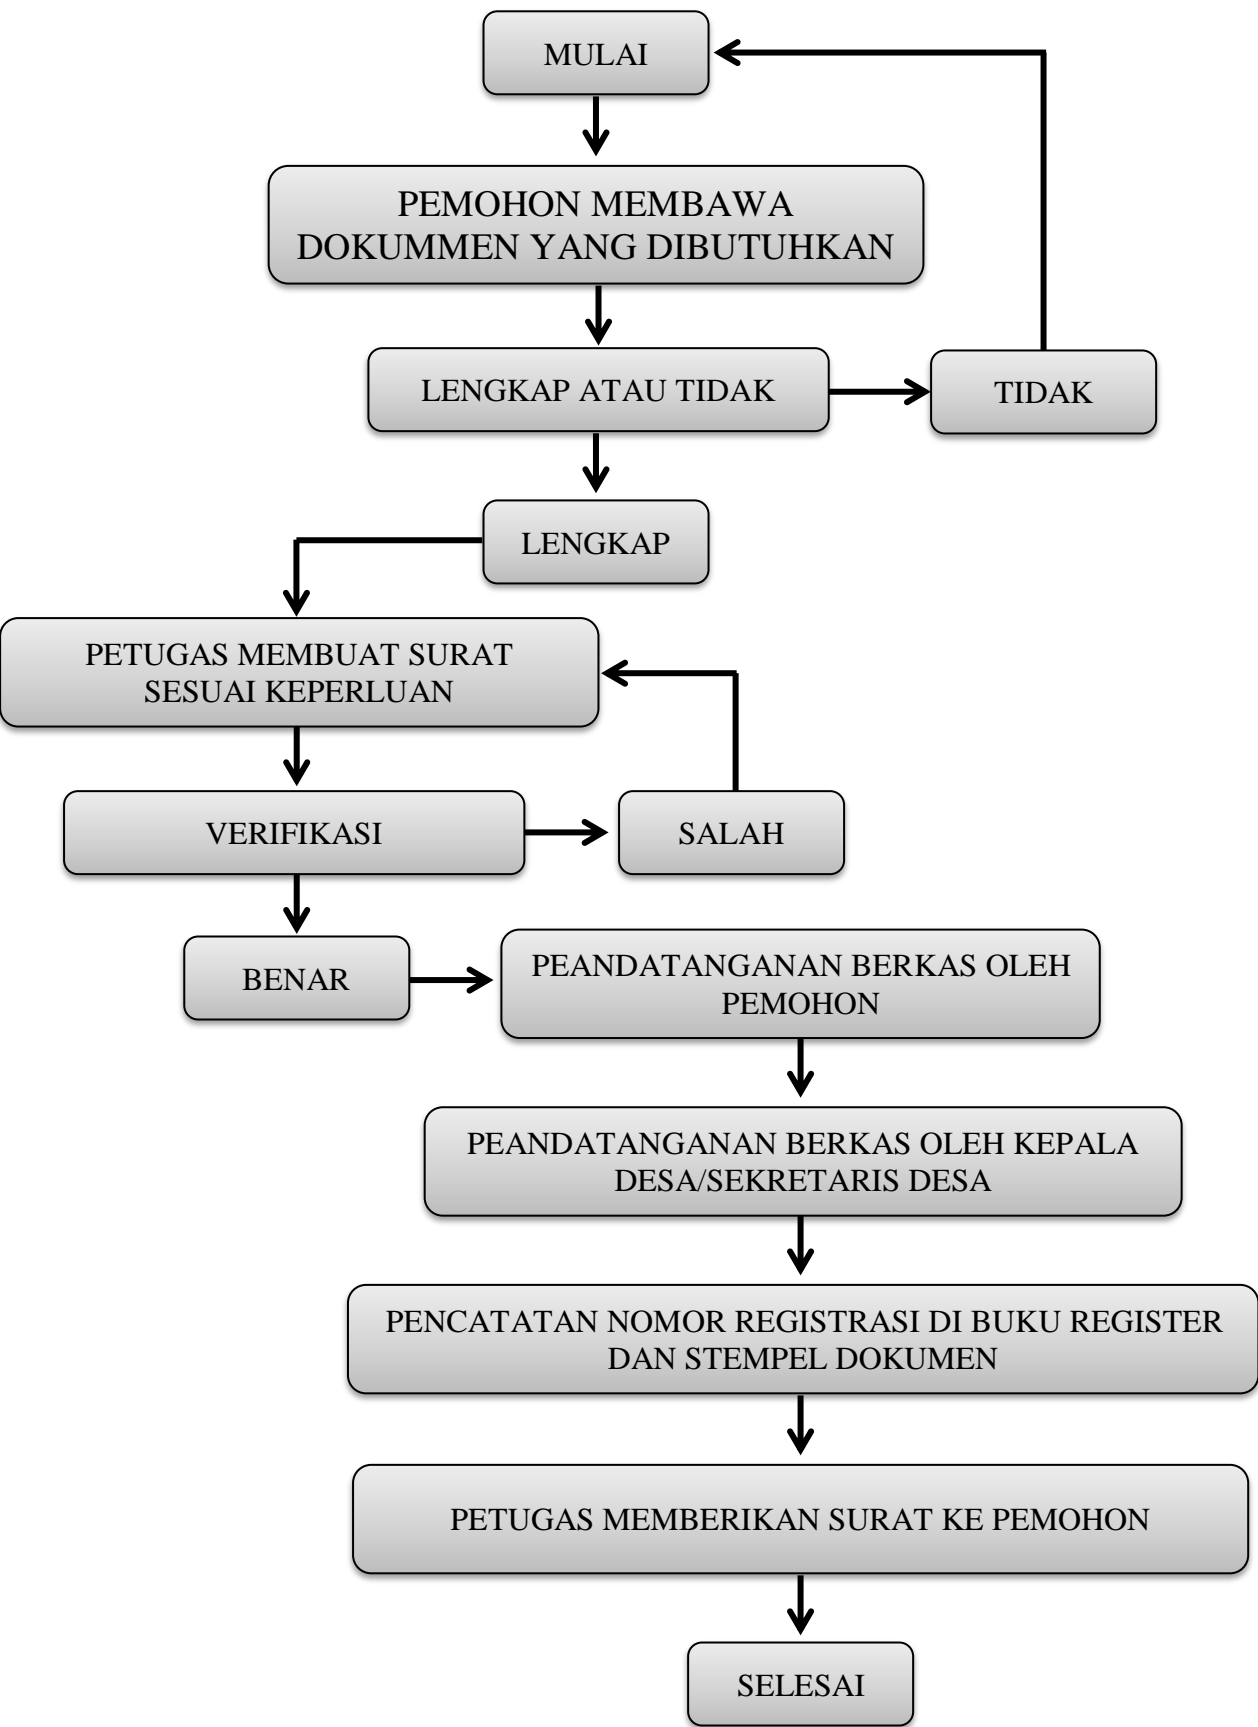 MULAI
PEMOHON MEMBAWA
DOKUMMEN YANG DIBUTUHKAN
LENGKAP ATAU TIDAK
TIDAK
LENGKAP
PETUGAS MEMBUAT SURAT
SESUAI KEPERLUAN
VERIFIKASI
SALAH
BENAR
PEANDATANGANAN BERKAS OLEH
PEMOHON
PEANDATANGANAN BERKAS OLEH KEPALA
DESA/SEKRETARIS DESA
PENCATATAN NOMOR REGISTRASI DI BUKU REGISTER
DAN STEMPEL DOKUMEN
PETUGAS MEMBERIKAN SURAT KE PEMOHON
SELESAI